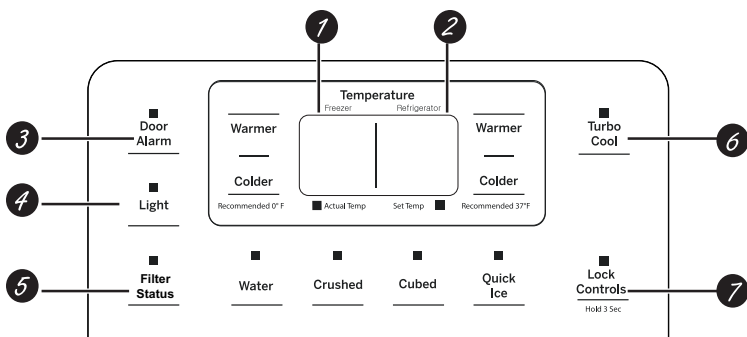 1
2
Temperature
Freezer
Refrigerator
3
Door
Alarm
Warmer
Warmer
Turbo
Cool
6
4
Light
Colder
Colder
Recommended 0° F
Actual Temp
Set Temp
Recommended 37°F
5
Filter
Status
Water
Crushed
Cubed
Quick
Ice
Lock
Controls
Hold 3 Sec
7